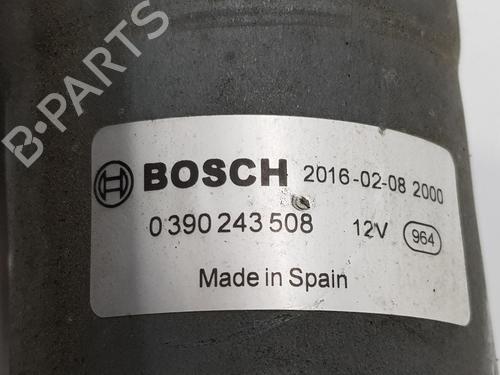 B-PARTS
BOSCH 2016-02-08 2000
0 390 243 508 12V 964
Made in Spain